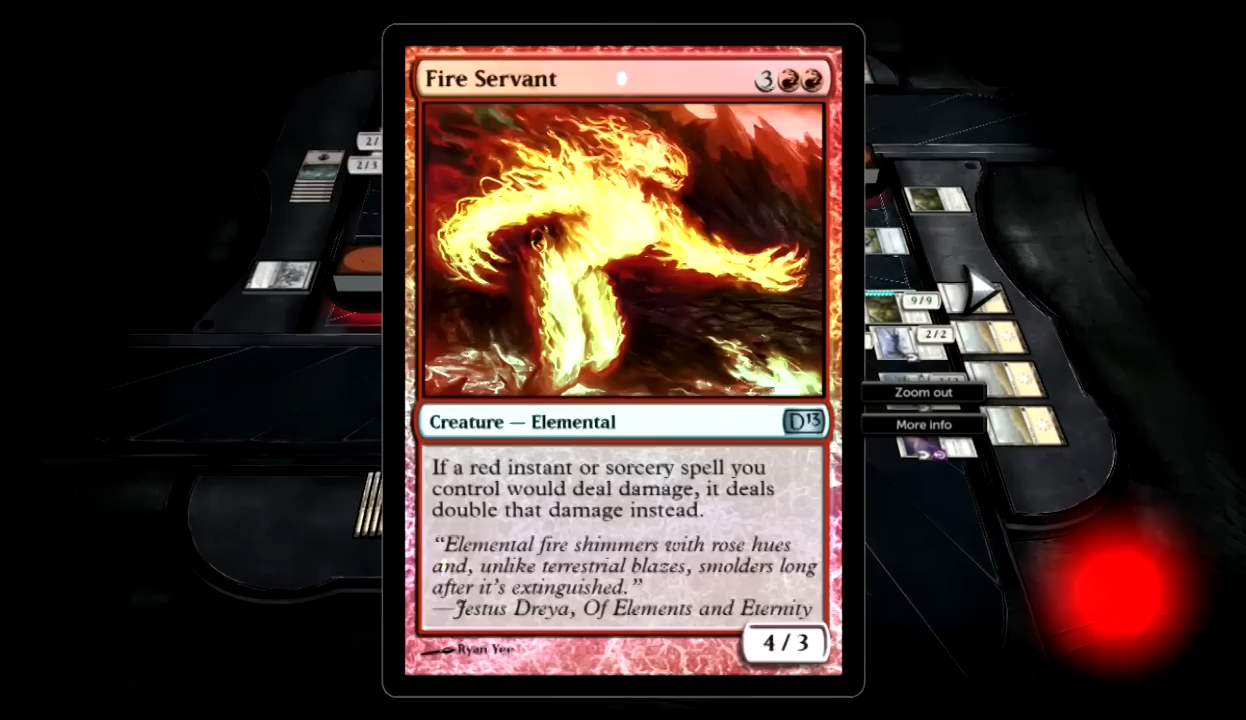 Fire Servant 3
2/
2/3
9/9
2/2
Zoom out
Creature — Elemental D13
More info
If a red instant or sorcery spell you
control would deal damage, it deals
double that damage instead.
“Elemental fire shimmers with rose hues
and, unlike terrestrial blazes, smolders long
after it's extinguished.”
—Jestus Dreya, Of Elements and Eternity
4 / 3
Ryan Yee